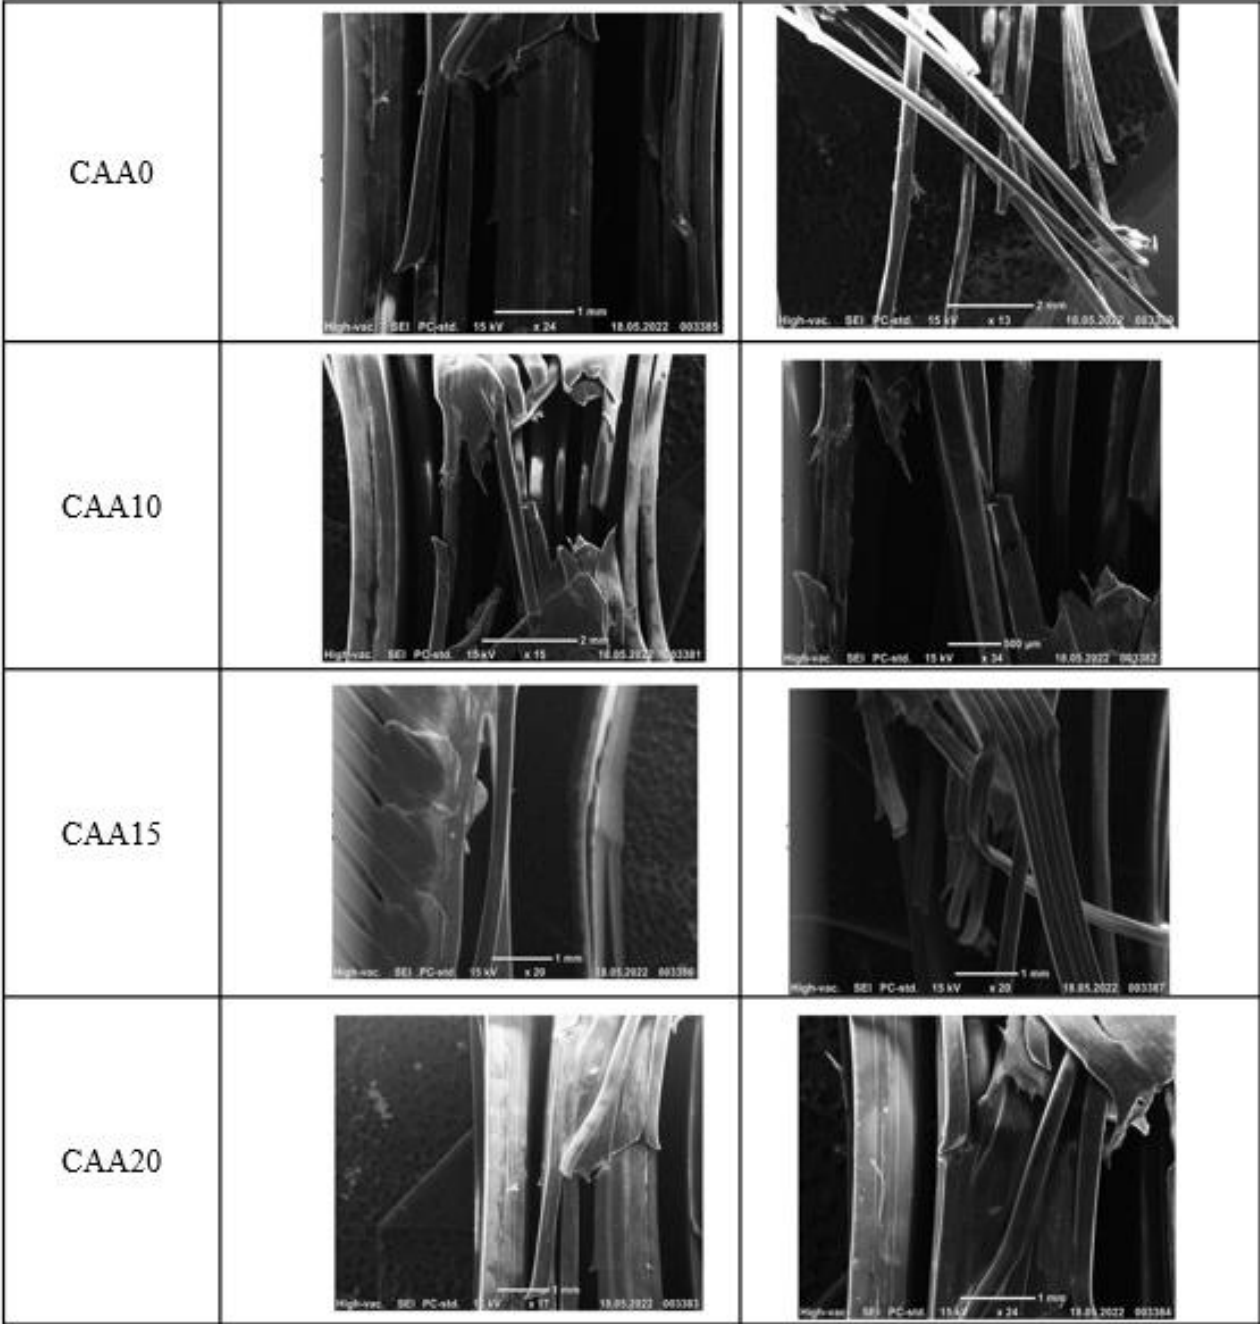 CAA0
1 mm
High-vac. SEI PC-std. 15 kV x 24 18.05.2022 003385
2 mm
High-vac. SEI PC-std. 15 kV x 13 18.05.2022
CAA10
2 mm
High-vac. SEI PC-std. 15 kV x 15 18.05.2022 003381
500 µm
High-vac. SEI PC-std. 15 kV x 34 18.05.2022 003382
CAA15
1 mm
High-vac. SEI PC-std. 15 kV x 20 18.05.2022 003386
1 mm
High-vac. SEI PC-std. 15 kV x 20 18.05.2022 003387
CAA20
1 mm
High-vac. SEI PC-std. 15 kV x 17 18.05.2022 003383
1 mm
High-vac. SEI PC-std. 15 kV x 24 18.05.2022 003384